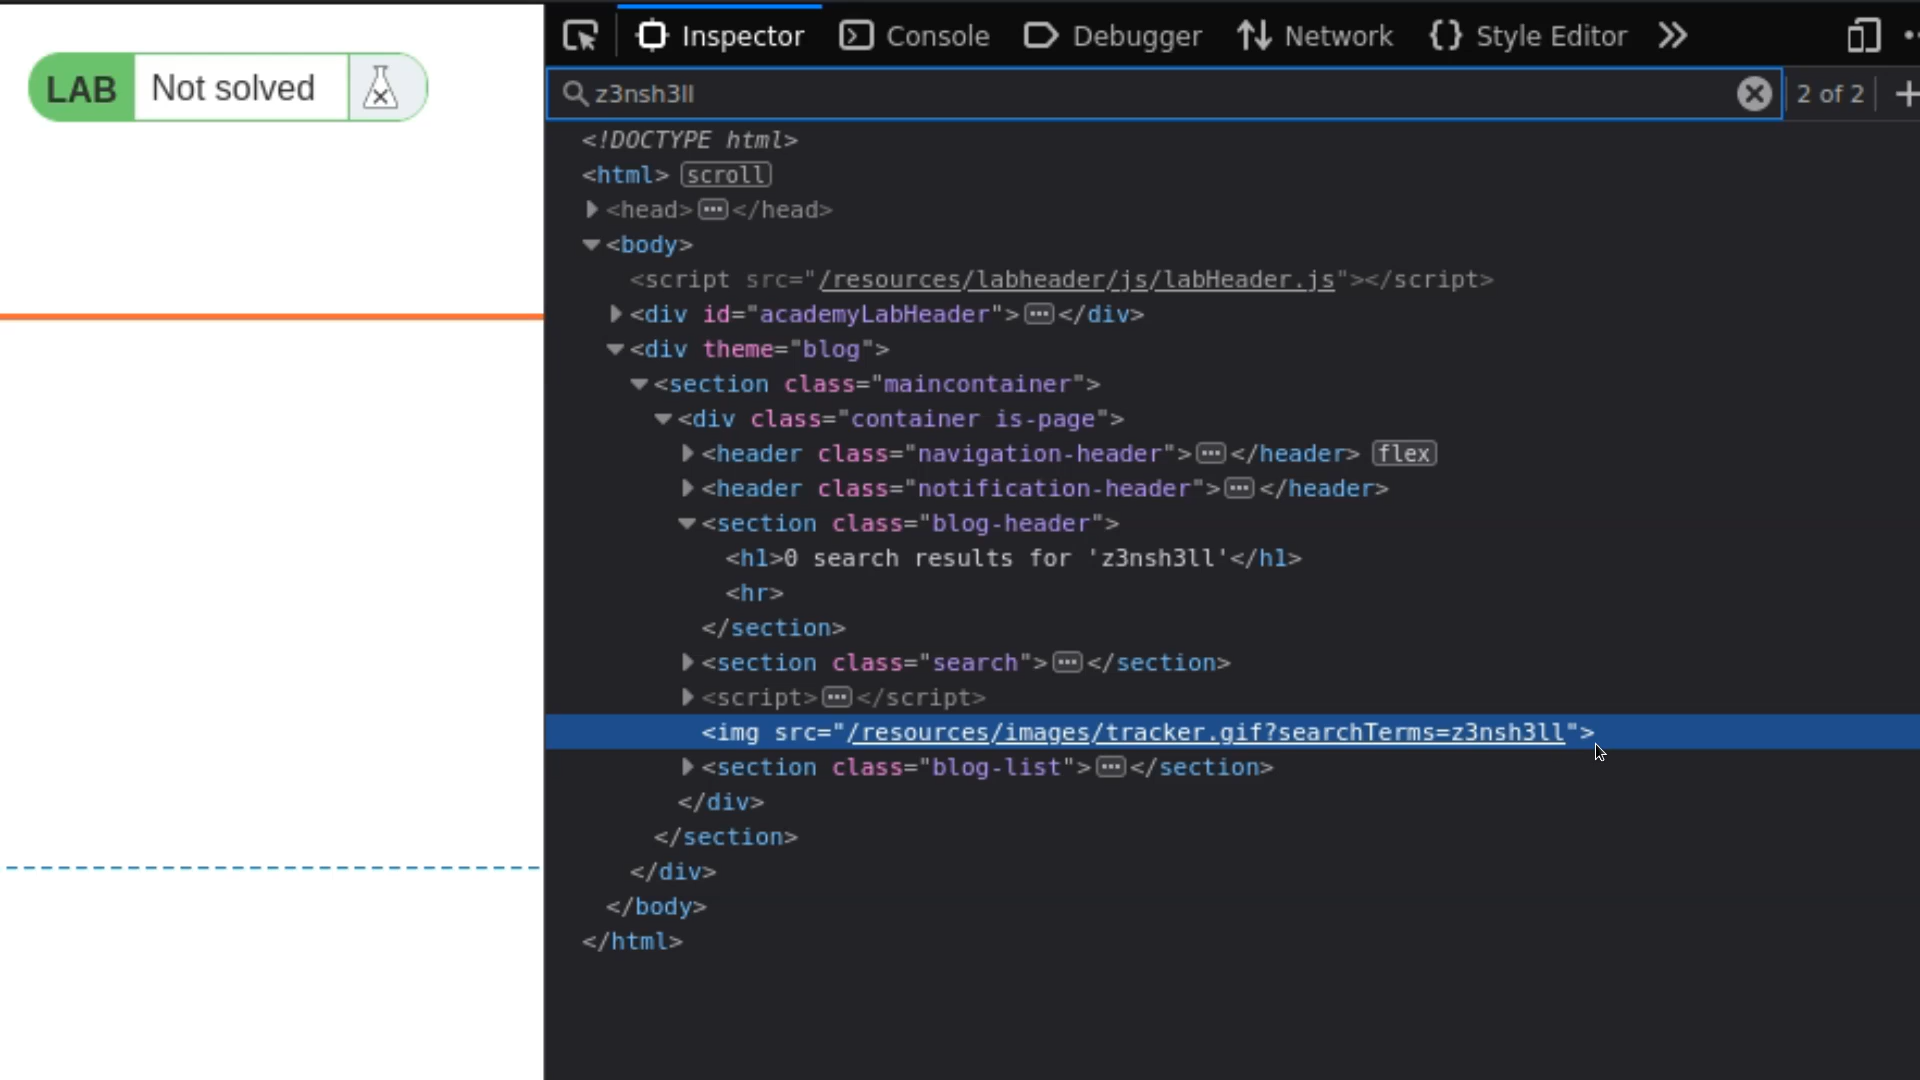 LAB Not solved
Inspector Console Debugger Network Style Editor
z3nsh3ll 2 of 2
<!DOCTYPE html>
<html> scroll
<head> ••• </head>
<body>
<script src="/resources/labheader/js/labHeader.js"></script>
<div id="academyLabHeader"> ••• </div>
<div theme="blog">
<section class="maincontainer">
<div class="container is-page">
<header class="navigation-header"> ••• </header> flex
<header class="notification-header"> ••• </header>
<section class="blog-header">
<h1>0 search results for 'z3nsh3ll'</h1>
<hr>
</section>
<section class="search"> ••• </section>
<script> ••• </script>
<img src="/resources/images/tracker.gif?searchTerms=z3nsh3ll">
<section class="blog-list"> ••• </section>
</div>
</section>
</div>
</body>
</html>